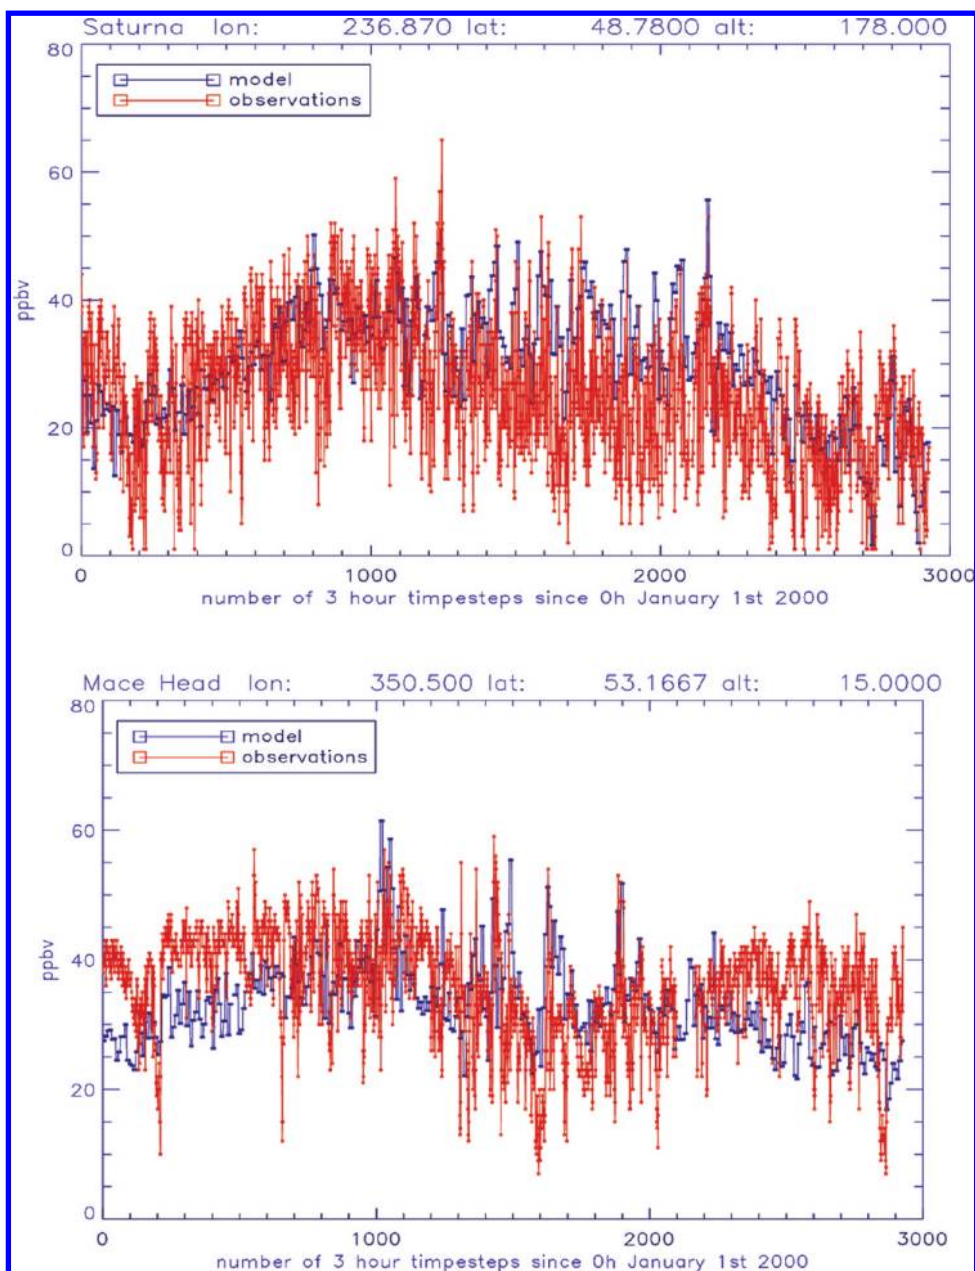 Saturna lon: 236.870 lat: 48.7800 alt: 178.000
80
model
observations
60
ppbv
40
20
0
0 1000 2000 3000
number of 3 hour timpesteps since 0h January 1st 2000
Mace Head lon: 350.500 lat: 53.1667 alt: 15.0000
80
model
observations
60
ppbv
40
20
0
0 1000 2000 3000
number of 3 hour timpesteps since 0h January 1st 2000